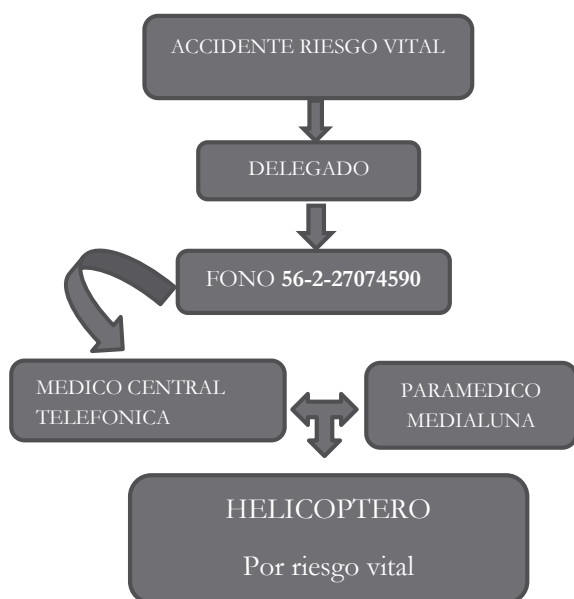 ACCIDENTE RIESGO VITAL
DELEGADO
FONO 56-2-27074590
MEDICO CENTRAL
TELEFONICA
PARAMEDICO
MEDIALUNA
HELICOPTERO
Por riesgo vital